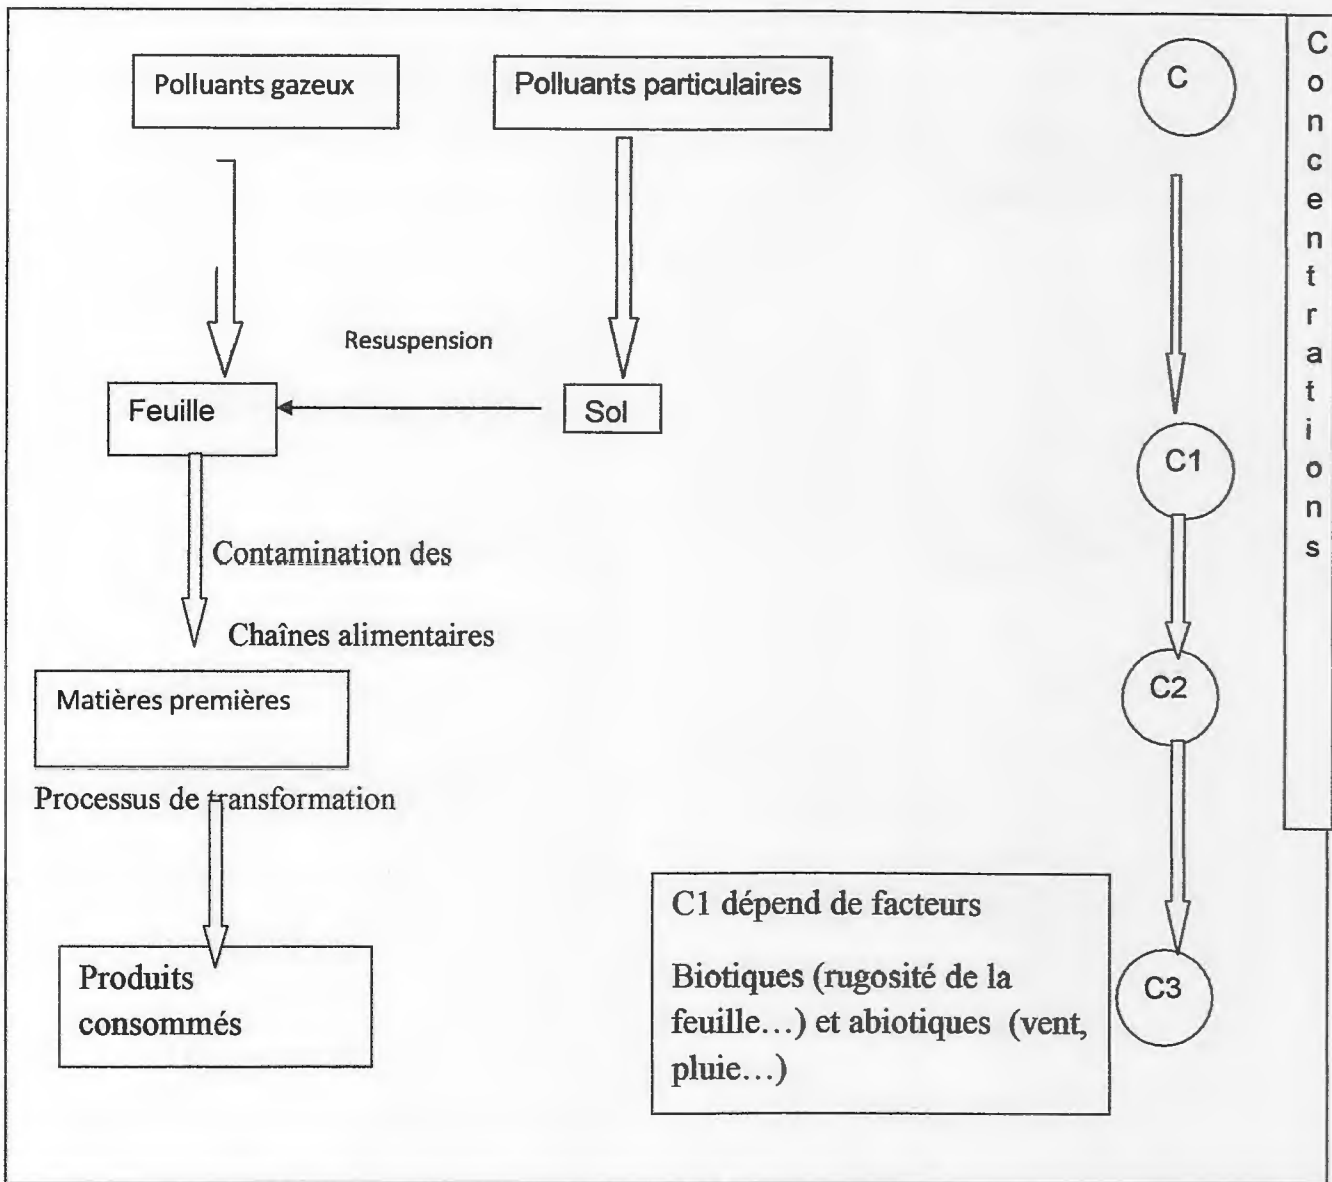 Polluants gazeux
Polluants particulaires
C
Concentrations
Resuspension
Feuille
Sol
C1
Contamination des
Chaînes alimentaires
Matières premières
C2
Processus de transformation
C1 dépend de facteurs
Biotiques (rugosité de la
feuille…) et abiotiques (vent,
pluie…)
Produits
consommés
C3